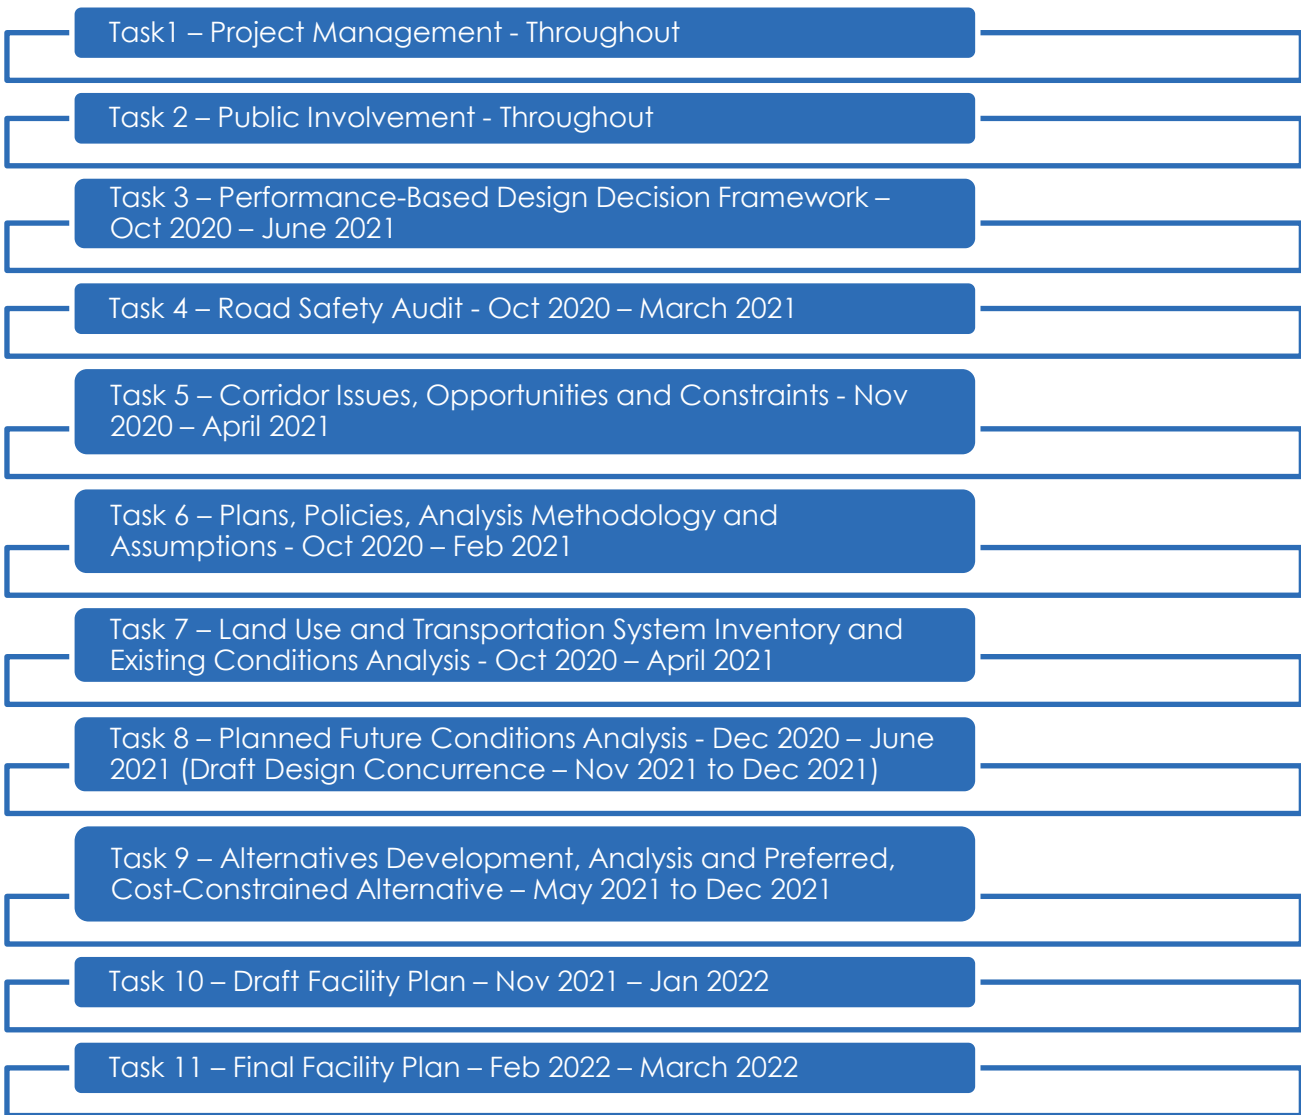 Task1 – Project Management - Throughout
Task 2 – Public Involvement - Throughout
Task 3 – Performance-Based Design Decision Framework –
Oct 2020 – June 2021
Task 4 – Road Safety Audit - Oct 2020 – March 2021
Task 5 – Corridor Issues, Opportunities and Constraints - Nov
2020 – April 2021
Task 6 – Plans, Policies, Analysis Methodology and
Assumptions - Oct 2020 – Feb 2021
Task 7 – Land Use and Transportation System Inventory and
Existing Conditions Analysis - Oct 2020 – April 2021
Task 8 – Planned Future Conditions Analysis - Dec 2020 – June
2021 (Draft Design Concurrence – Nov 2021 to Dec 2021)
Task 9 – Alternatives Development, Analysis and Preferred,
Cost-Constrained Alternative – May 2021 to Dec 2021
Task 10 – Draft Facility Plan – Nov 2021 – Jan 2022
Task 11 – Final Facility Plan – Feb 2022 – March 2022